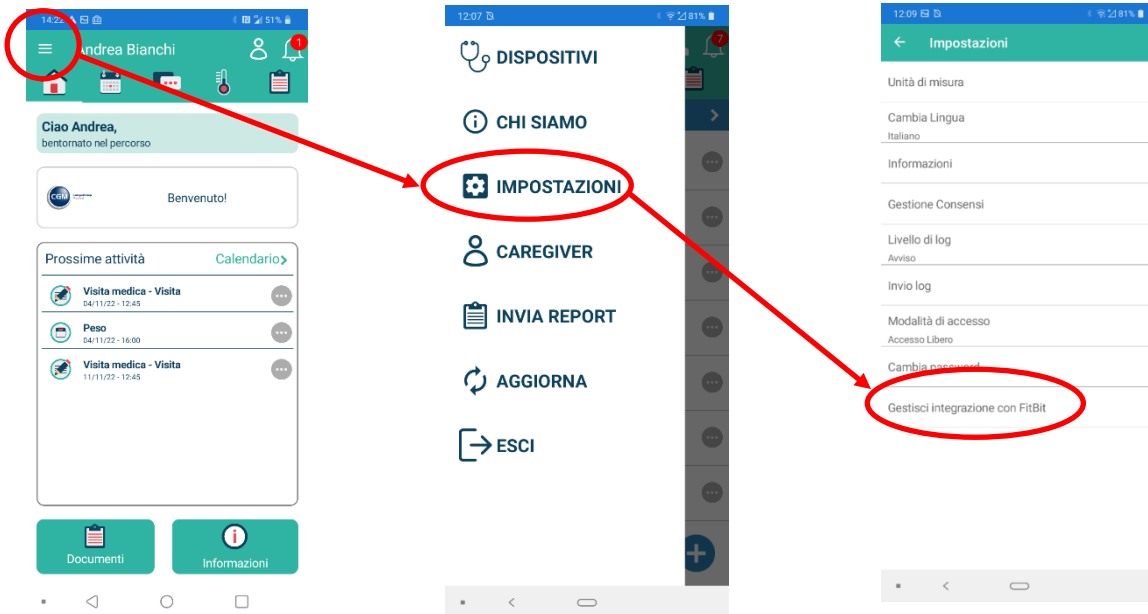 14:22
51%
Andrea Bianchi
1
Ciao Andrea,
bentornato nel percorso
CGM
Benvenuto!
Prossime attività
Calendario>
Visita medica - Visita
04/11/22 - 12:45
Peso
04/11/22 - 16:00
Visita medica - Visita
11/11/22 - 12:45
Documenti
Informazioni
12:07
81%
7
DISPOSITIVI
CHI SIAMO
IMPOSTAZIONI
CAREGIVER
INVIA REPORT
AGGIORNA
ESCI
12:09
81%
Impostazioni
Unità di misura
Cambia Lingua
Italiano
Informazioni
Gestione Consensi
Livello di log
Avviso
Invio log
Modalità di accesso
Accesso Libero
Cambia password
Gestisci integrazione con FitBit